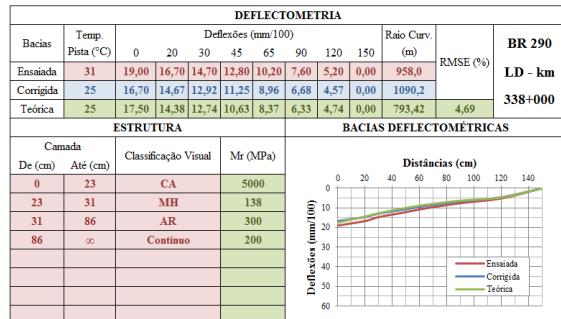 DEFLECTOMETRIA
Bacias Temp. Pista (°C) Deflexões (mm/100) Raio Curv. (m) RMSE (%) BR 290 LD - km 338+000
0 20 30 45 65 90 120 150
Ensaiada 31 19,00 16,70 14,70 12,80 10,20 7,60 5,20 0,00 958,0
Corrigida 25 16,70 14,67 12,92 11,25 8,96 6,68 4,57 0,00 1090,2
Teórica 25 17,50 14,38 12,74 10,63 8,37 6,33 4,74 0,00 793,42 4,69
ESTRUTURA
Camada Classificação Visual Mr (MPa)
De (cm) Até (cm)
0 23 CA 5000
23 31 MH 138
31 86 AR 300
86 ∞ Contínuo 200
BACIAS DEFLECTOMÉTRICAS
Distâncias (cm)
0 20 40 60 80 100 120 140
Deflexões (mm/100)
0
10
20
30
40
50
60
Ensaiada
Corrigida
Teórica